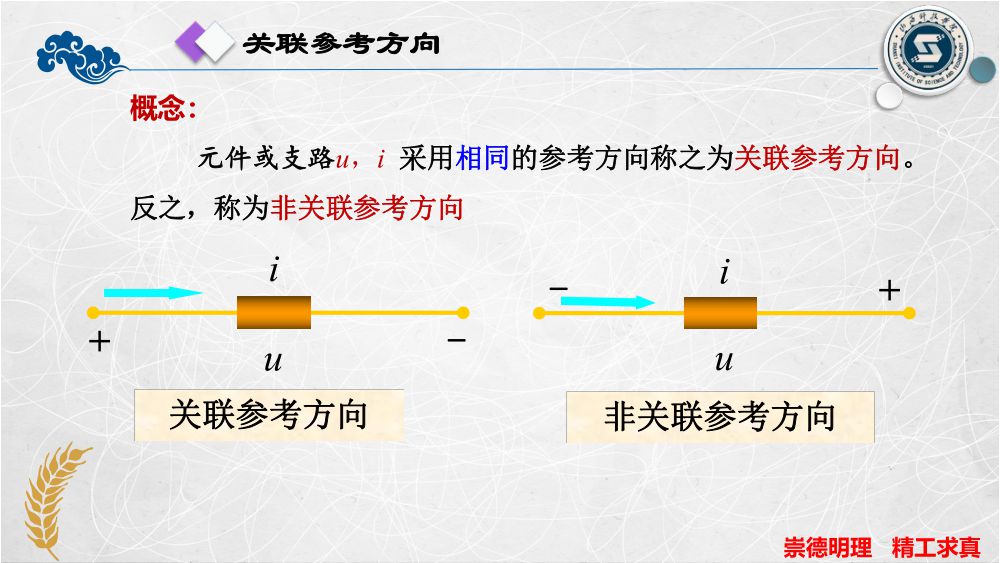 关联参考方向
概念：
元件或支路u，i 采用相同的参考方向称之为关联参考方向。
反之，称为非关联参考方向
i
+
−
u
关联参考方向
−
i
+
u
非关联参考方向
崇德明理 精工求真